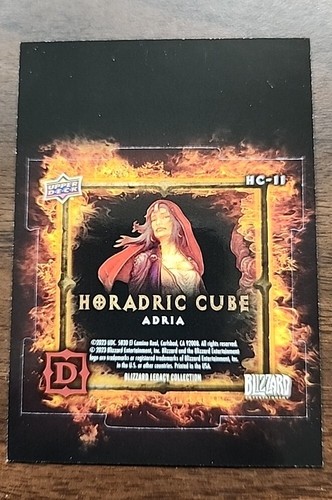 UPPER DECK
HC-11
HORADRIC CUBE
ADRIA
©2023 UDC. 5830 El Camino Real, Carlsbad, CA 92008. All rights reserved.
© 2023 Blizzard Entertainment, Inc. Blizzard and the Blizzard Entertainment
logo are trademarks or registered trademarks of Blizzard Entertainment, Inc.
in the U.S. or other countries. Printed in the USA.
BLIZZARD LEGACY COLLECTION
D
BLIZZARD
ENTERTAINMENT